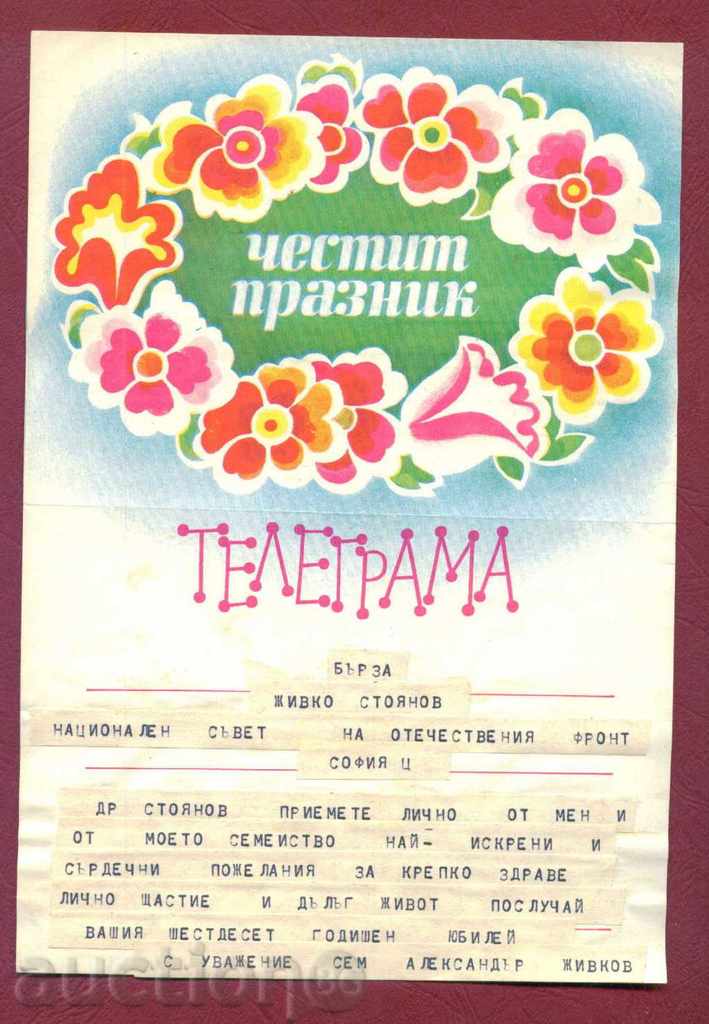 честит
празник
ТЕЛЕГРАМА
БЪРЗА
ЖИВКО СТОЯНОВ
НАЦИОНАЛЕН СЪВЕТ НА ОТЕЧЕСТВЕНИЯ ФРОНТ
СОФИЯ Ц
ДР СТОЯНОВ ПРИЕМЕТЕ ЛИЧНО ОТ МЕН И
ОТ МОЕТО СЕМЕИСТВО НАЙ- ИСКРЕНИ И
СЪРДЕЧНИ ПОЖЕЛАНИЯ ЗА КРЕПКО ЗДРАВЕ
ЛИЧНО ЩАСТИЕ И ДЪЛЪГ ЖИВОТ ПОСЛУЧАЙ
ВАШИЯ ШЕСТДЕСЕТ ГОДИШЕН ЮБИЛЕЙ
С УВАЖЕНИЕ СЕМ АЛЕКСАНДЪР ЖИВКОВ
auction68